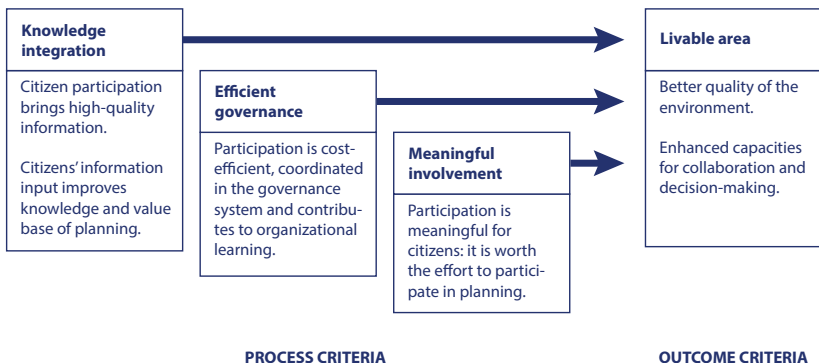 Knowledge
integration
Citizen participation
brings high-quality
information.
Citizens' information
input improves
knowledge and value
base of planning.
Efficient
governance
Participation is cost-
efficient, coordinated
in the governance
system and contribu-
tes to organizational
learning.
Meaningful
involvement
Participation is
meaningful for
citizens: it is worth
the effort to partici-
pate in planning.
Livable area
Better quality of the
environment.
Enhanced capacities
for collaboration and
decision-making.
PROCESS CRITERIA
OUTCOME CRITERIA